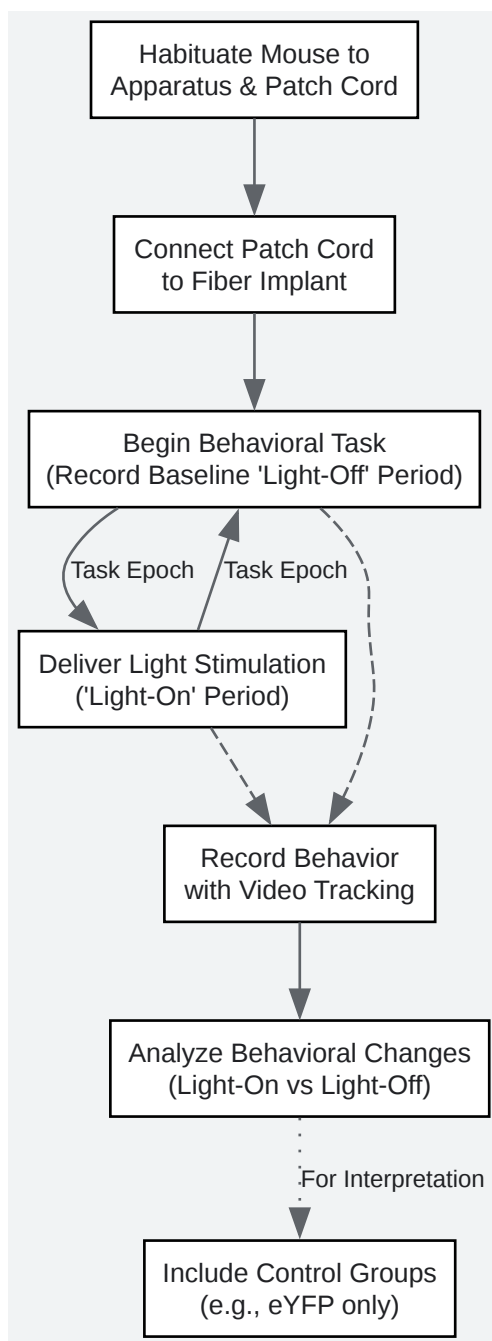 Habituate Mouse to
Apparatus & Patch Cord
Connect Patch Cord
to Fiber Implant
Begin Behavioral Task
(Record Baseline 'Light-Off' Period)
Task Epoch
Task Epoch
Deliver Light Stimulation
('Light-On' Period)
Record Behavior
with Video Tracking
Analyze Behavioral Changes
(Light-On vs Light-Off)
For Interpretation
Include Control Groups
(e.g., eYFP only)